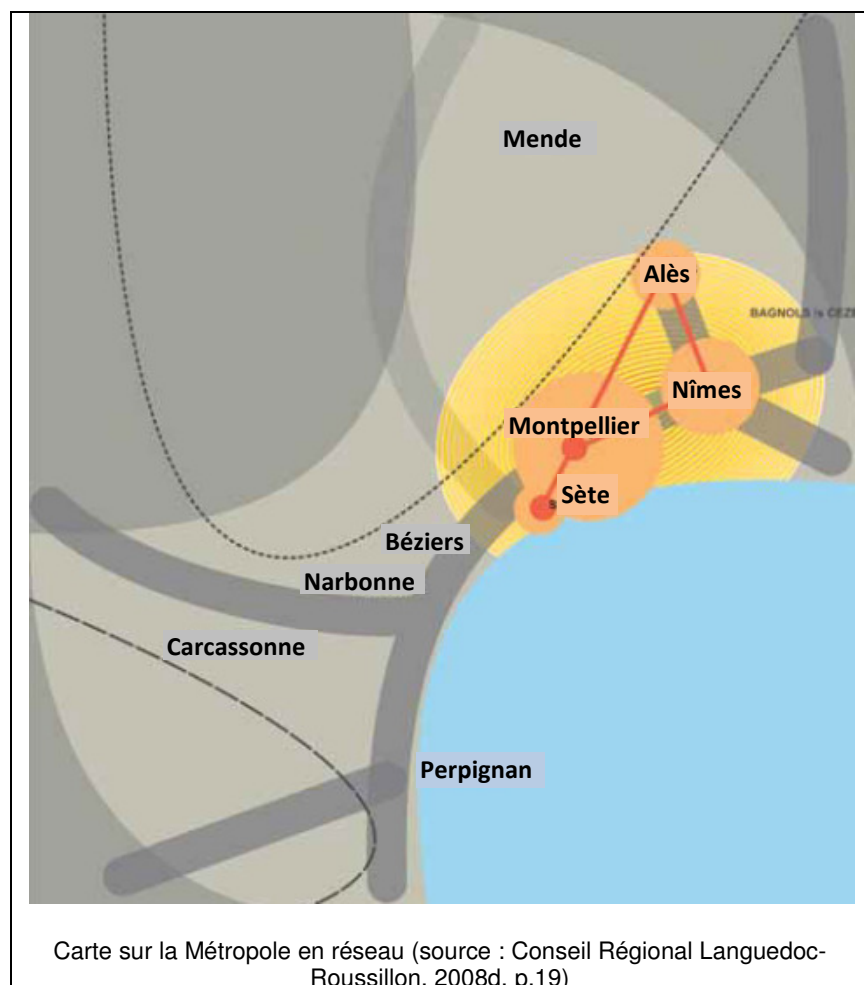 Mende
Alès
BAGNOLS
Nîmes
Montpellier
Sète
Béziers
Narbonne
Carcassonne
Perpignan
Carte sur la Métropole en réseau (source : Conseil Régional Languedoc-
Roussillon, 2008d, p.19)